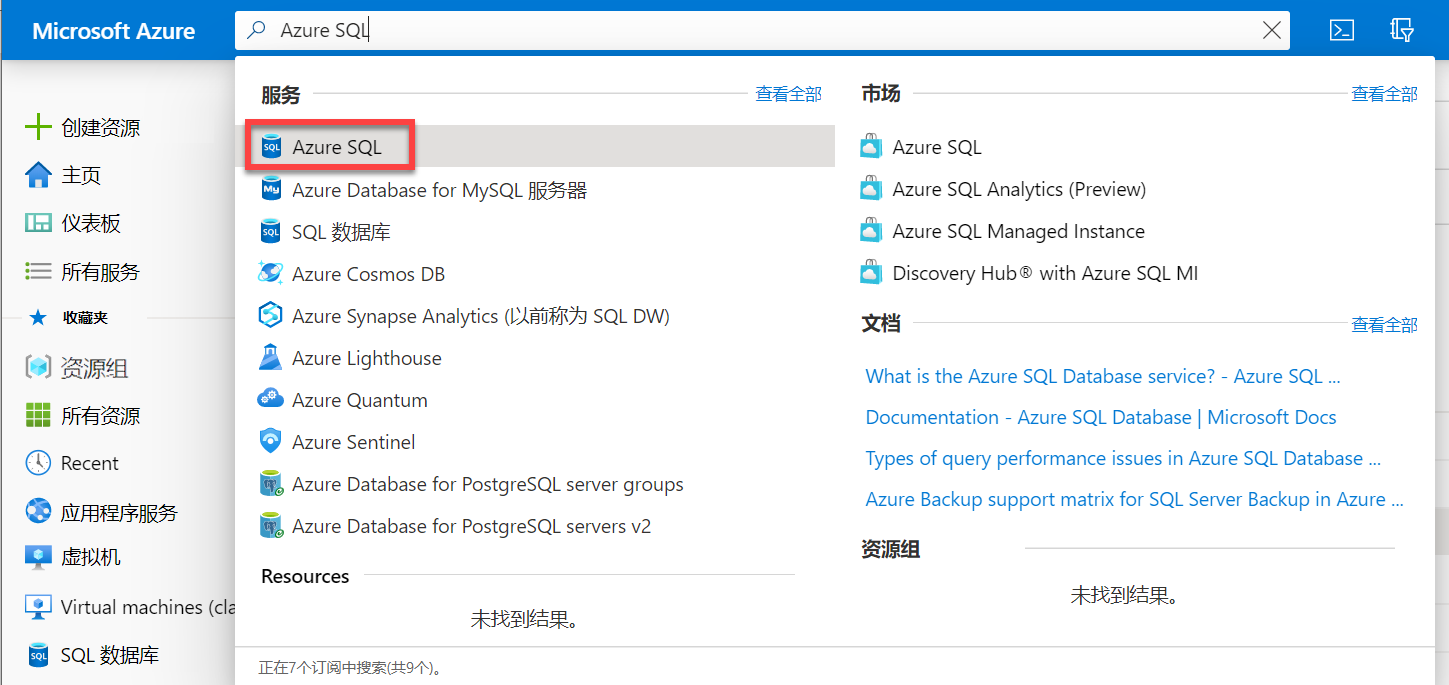 Microsoft Azure
Azure SQL
创建资源
主页
仪表板
所有服务
收藏夹
资源组
所有资源
Recent
应用程序服务
虚拟机
Virtual machines (cla
SQL 数据库
服务
查看全部
Azure SQL
Azure Database for MySQL 服务器
SQL 数据库
Azure Cosmos DB
Azure Synapse Analytics (以前称为 SQL DW)
Azure Lighthouse
Azure Quantum
Azure Sentinel
Azure Database for PostgreSQL server groups
Azure Database for PostgreSQL servers v2
Resources
未找到结果。
正在7个订阅中搜索(共9个)。
市场
查看全部
Azure SQL
Azure SQL Analytics (Preview)
Azure SQL Managed Instance
Discovery Hub® with Azure SQL MI
文档
查看全部
What is the Azure SQL Database service? - Azure SQL ...
Documentation - Azure SQL Database | Microsoft Docs
Types of query performance issues in Azure SQL Database ...
Azure Backup support matrix for SQL Server Backup in Azure ...
资源组
未找到结果。